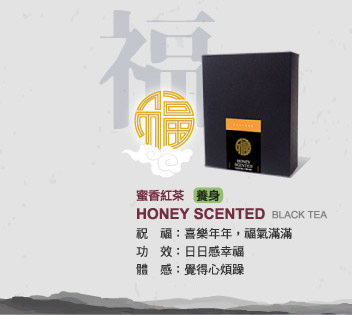 福
福
HONEY
SCENTED
蜜香紅茶 養身
HONEY SCENTED BLACK TEA
祝 福：喜樂年年，福氣滿滿
功 效：日日感幸福
體 感：覺得心煩躁